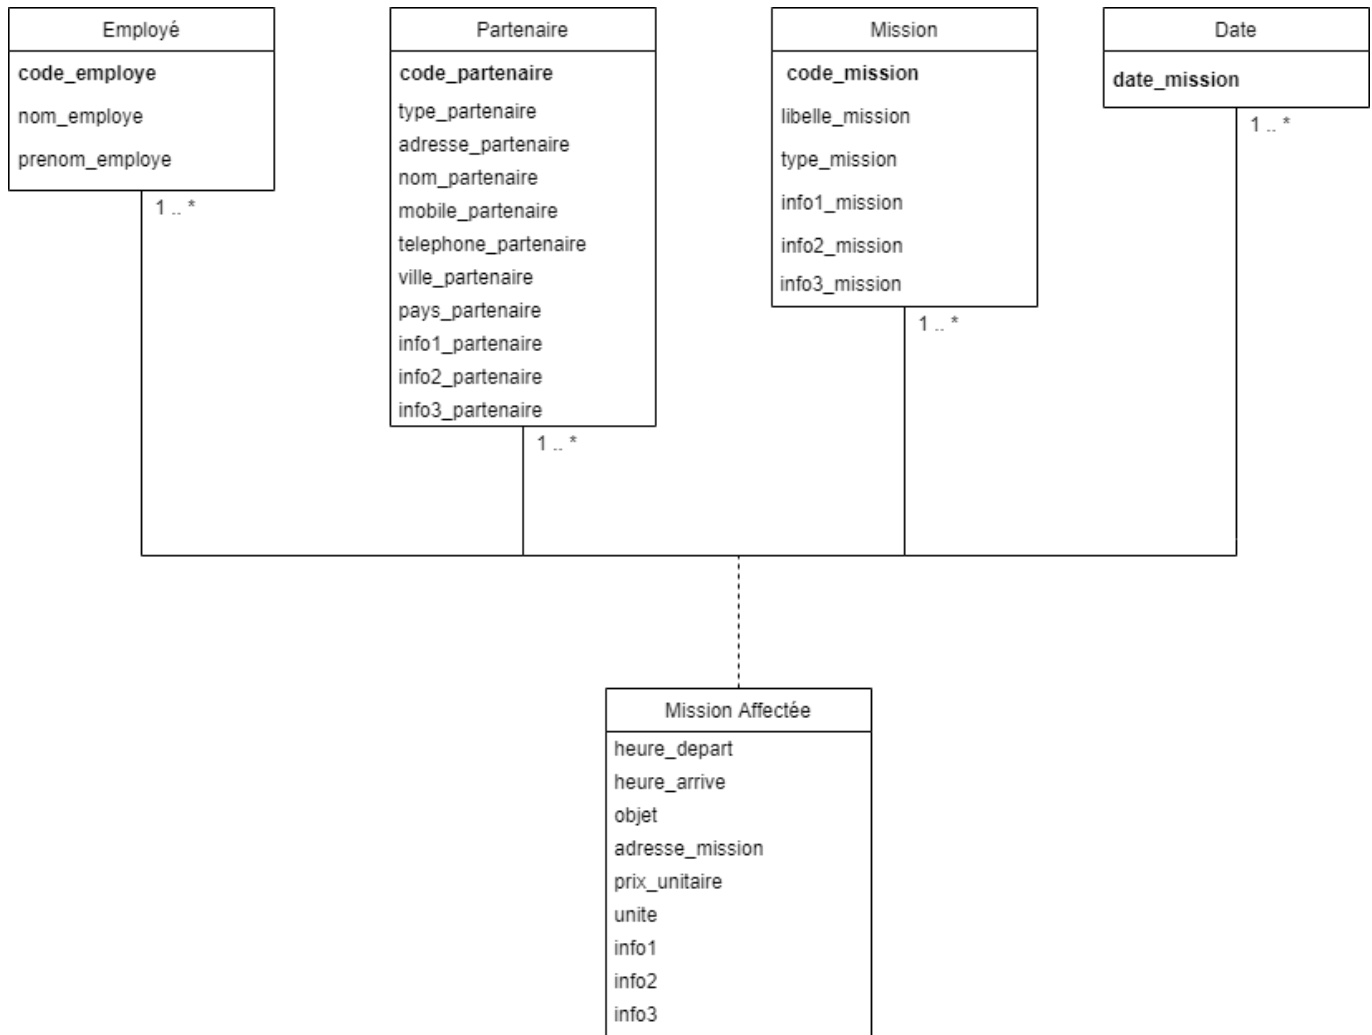 Employé
code_employe
nom_employe
prenom_employe
1 .. *
Partenaire
code_partenaire
type_partenaire
adresse_partenaire
nom_partenaire
mobile_partenaire
telephone_partenaire
ville_partenaire
pays_partenaire
info1_partenaire
info2_partenaire
info3_partenaire
1 .. *
Mission
code_mission
libelle_mission
type_mission
info1_mission
info2_mission
info3_mission
1 .. *
Date
date_mission
1 .. *
Mission Affectée
heure_depart
heure_arrive
objet
adresse_mission
prix_unitaire
unite
info1
info2
info3